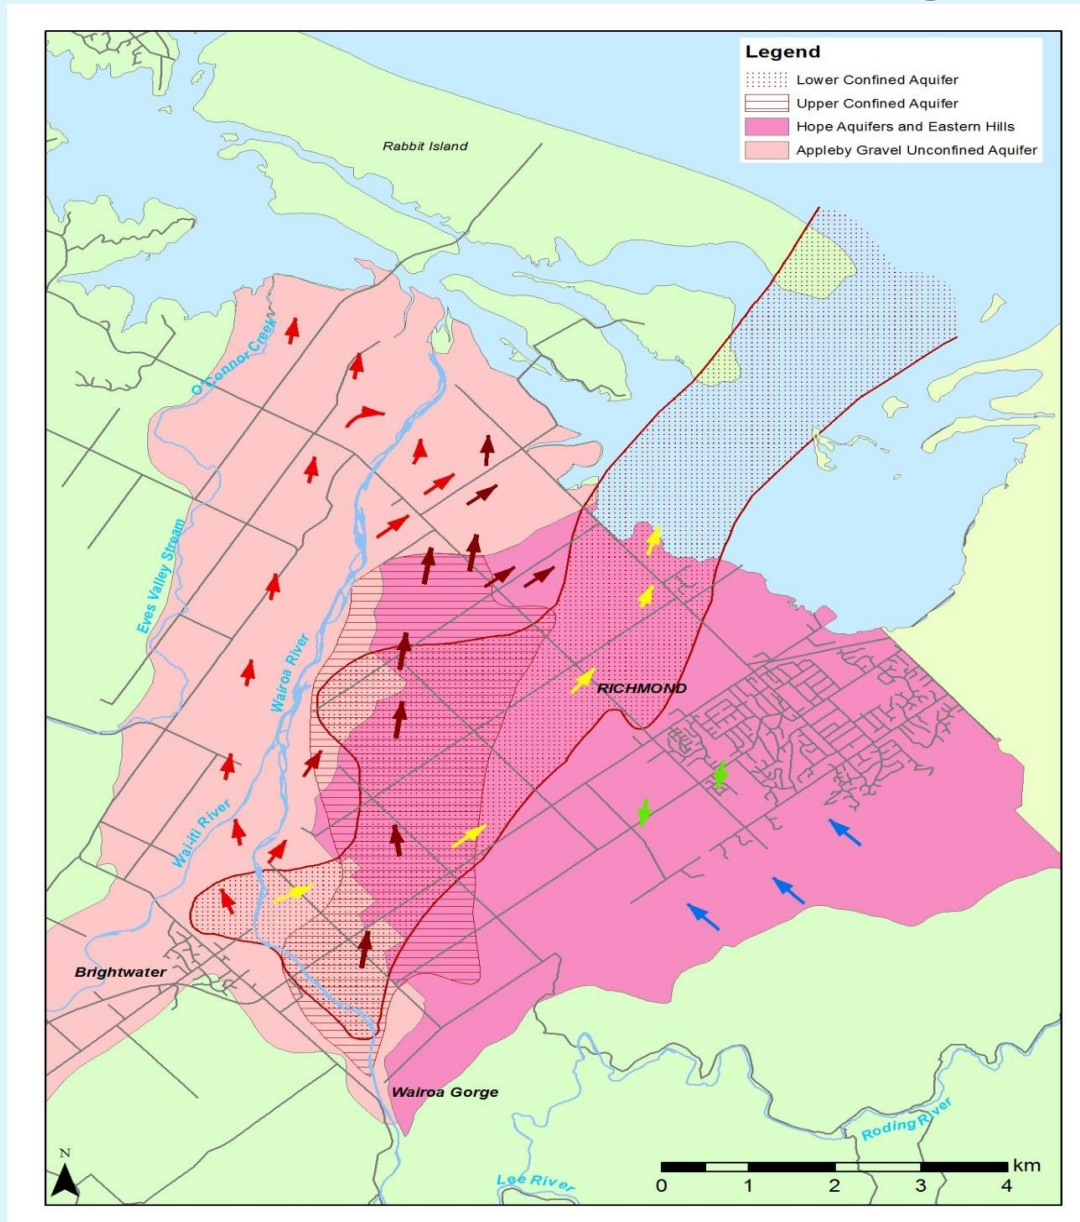 Legend
Lower Confined Aquifer
Upper Confined Aquifer
Hope Aquifers and Eastern Hills
Appleby Gravel Unconfined Aquifer
Rabbit Island
O'Connor Creek
Eves Valley Stream
Wairoa River
RICHMOND
Wai-iti River
Brightwater
Wairoa Gorge
Roding River
Lee River
N
km
0 1 2 3 4